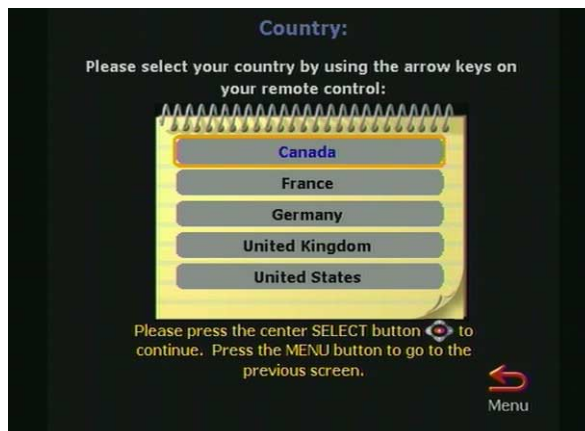 Country:
Please select your country by using the arrow keys on
your remote control:
Canada
France
Germany
United Kingdom
United States
Please press the center SELECT button to
continue. Press the MENU button to go to the
previous screen.
Menu